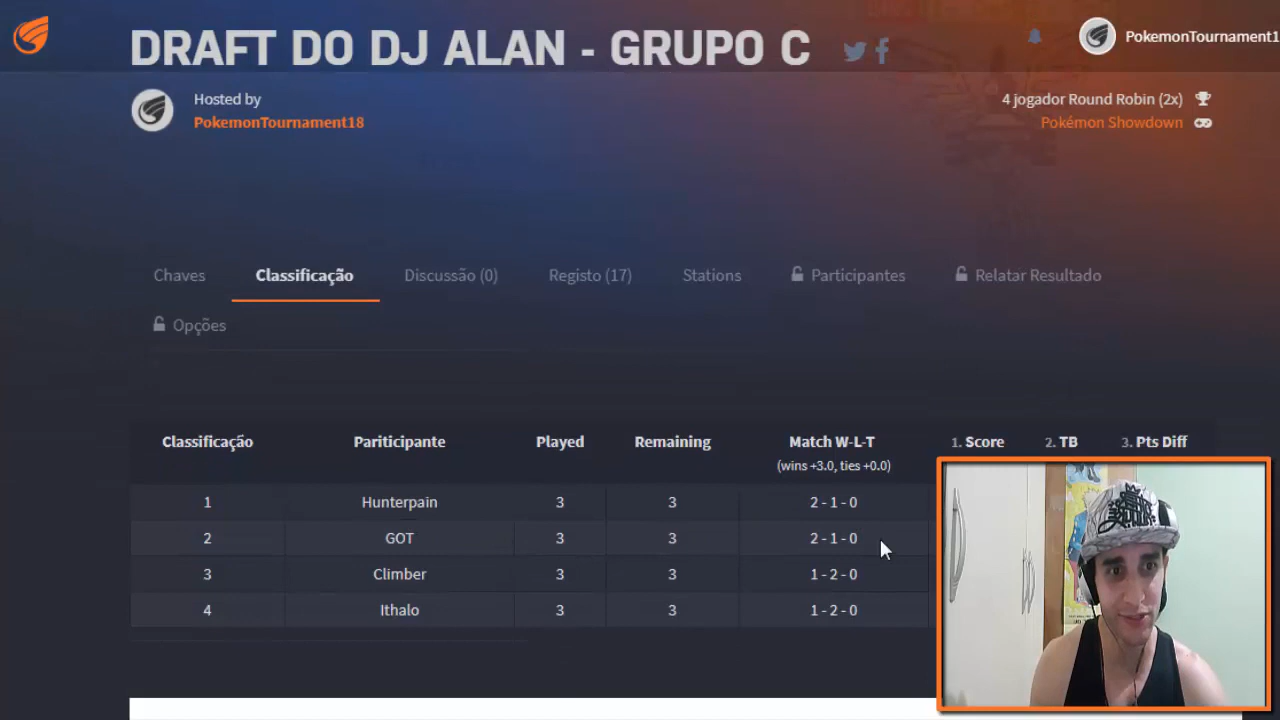 DRAFT DO DJ ALAN - GRUPO C
PokemonTournament1
Hosted by
PokemonTournament18
4 jogador Round Robin (2x)
Pokémon Showdown
Chaves Classificação Discussão (0) Registo (17) Stations Participantes Relatar Resultado
Opções
Classificação Pariticipante Played Remaining Match W-L-T 1. Score 2. TB 3. Pts Diff
(wins +3.0, ties +0.0)
1 Hunterpain 3 3 2 - 1 - 0
2 GOT 3 3 2 - 1 - 0
3 Climber 3 3 1 - 2 - 0
4 Ithalo 3 3 1 - 2 - 0